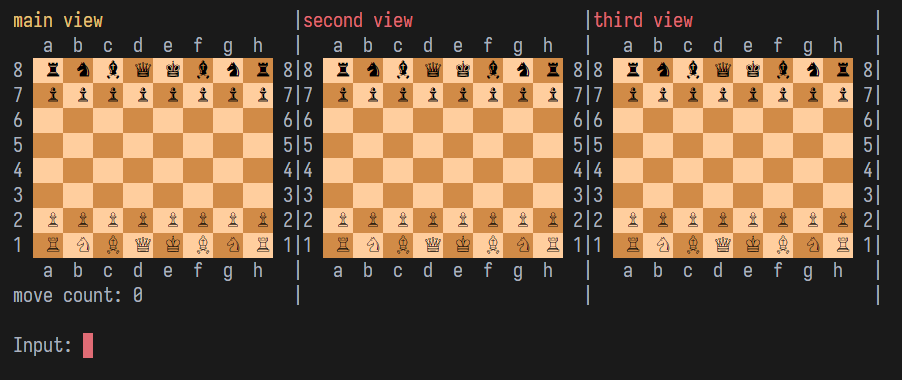 main view |second view |third view |
a b c d e f g h | a b c d e f g h | a b c d e f g h |
8 ♜ ♞ ♝ ♛ ♚ ♝ ♞ ♜ 8|8 ♜ ♞ ♝ ♛ ♚ ♝ ♞ ♜ 8|8 ♜ ♞ ♝ ♛ ♚ ♝ ♞ ♜ 8|
7 ♟ ♟ ♟ ♟ ♟ ♟ ♟ ♟ 7|7 ♟ ♟ ♟ ♟ ♟ ♟ ♟ ♟ 7|7 ♟ ♟ ♟ ♟ ♟ ♟ ♟ ♟ 7|
6 6|6 6|6 6|
5 5|5 5|5 5|
4 4|4 4|4 4|
3 3|3 3|3 3|
2 ♙ ♙ ♙ ♙ ♙ ♙ ♙ ♙ 2|2 ♙ ♙ ♙ ♙ ♙ ♙ ♙ ♙ 2|2 ♙ ♙ ♙ ♙ ♙ ♙ ♙ ♙ 2|
1 ♖ ♘ ♗ ♕ ♔ ♗ ♘ ♖ 1|1 ♖ ♘ ♗ ♕ ♔ ♗ ♘ ♖ 1|1 ♖ ♘ ♗ ♕ ♔ ♗ ♘ ♖ 1|
a b c d e f g h | a b c d e f g h | a b c d e f g h |
move count: 0 | | |
Input: